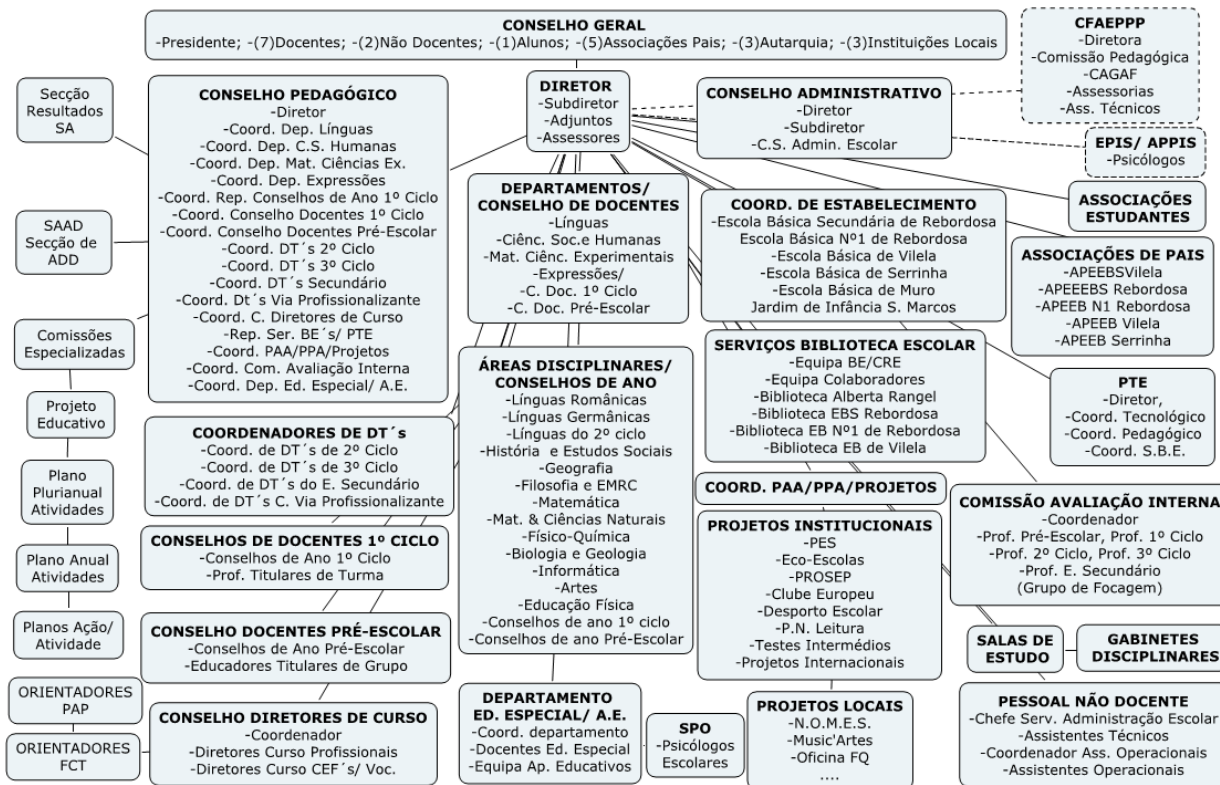 CONSELHO GERAL
-Presidente; -(7)Docentes; -(2)Não Docentes; -(1)Alunos; -(5)Associações Pais; -(3)Autarquia; -(3)Instituições Locais
CFAEPPP
-Diretora
-Comissão Pedagógica
-CAGAF
-Assessorias
-Ass. Técnicos
Secção
Resultados
SA
CONSELHO PEDAGÓGICO
-Diretor
-Coord. Dep. Línguas
-Coord. Dep. C.S. Humanas
-Coord. Dep. Mat. Ciências Ex.
-Coord. Dep. Expressões
-Coord. Rep. Conselhos de Ano 1º Ciclo
-Coord. Conselho Docentes 1º Ciclo
-Coord. Conselho Docentes Pré-Escolar
-Coord. DT´s 2º Ciclo
-Coord. DT´s 3º Ciclo
-Coord. DT´s Secundário
-Coord. Dt´s Via Profissionalizante
-Coord. C. Diretores de Curso
-Rep. Ser. BE´s/ PTE
-Coord. PAA/PPA/Projetos
-Coord. Com. Avaliação Interna
-Coord. Dep. Ed. Especial/ A.E.
DIRETOR
-Subdiretor
-Adjuntos
-Assessores
CONSELHO ADMINISTRATIVO
-Diretor
-Subdiretor
-C.S. Admin. Escolar
EPIS/ APPIS
-Psicólogos
ASSOCIAÇÕES
ESTUDANTES
SAAD
Secção de
ADD
DEPARTAMENTOS/
CONSELHO DE DOCENTES
-Línguas
-Ciênc. Soc.e Humanas
-Mat. Ciênc. Experimentais
-Expressões/
-C. Doc. 1º Ciclo
-C. Doc. Pré-Escolar
COORD. DE ESTABELECIMENTO
-Escola Básica Secundária de Rebordosa
Escola Básica Nº1 de Rebordosa
-Escola Básica de Vilela
-Escola Básica de Serrinha
-Escola Básica de Muro
Jardim de Infância S. Marcos
ASSOCIAÇÕES DE PAIS
-APEEBSVilela
-APEEEBS Rebordosa
-APEEB N1 Rebordosa
-APEEB Vilela
-APEEB Serrinha
Comissões
Especializadas
Projeto
Educativo
Plano
Plurianual
Atividades
Plano Anual
Atividades
Planos Ação/
Atividade
ÁREAS DISCIPLINARES/
CONSELHOS DE ANO
-Línguas Românicas
-Línguas Germânicas
-Línguas do 2º ciclo
-História  e Estudos Sociais
-Geografia
-Filosofia e EMRC
-Matemática
-Mat. & Ciências Naturais
-Físico-Química
-Biologia e Geologia
-Informática
-Artes
-Educação Física
-Conselhos de ano 1º ciclo
-Conselhos de ano Pré-Escolar
SERVIÇOS BIBLIOTECA ESCOLAR
-Equipa BE/CRE
-Equipa Colaboradores
-Biblioteca Alberta Rangel
-Biblioteca EBS Rebordosa
-Biblioteca EB Nº1 de Rebordosa
-Biblioteca EB de Vilela
PTE
-Diretor,
-Coord. Tecnológico
-Coord. Pedagógico
-Coord. S.B.E.
COORDENADORES DE DT´s
-Coord. de DT´s de 2º Ciclo
-Coord. de DT´s de 3º Ciclo
-Coord. de DT´s do E. Secundário
-Coord. de DT´s C. Via Profissionalizante
COORD. PAA/PPA/PROJETOS
PROJETOS INSTITUCIONAIS
-PES
-Eco-Escolas
-PROSEP
-Clube Europeu
-Desporto Escolar
-P.N. Leitura
-Testes Intermédios
-Projetos Internacionais
COMISSÃO AVALIAÇÃO INTERNA
-Coordenador
-Prof. Pré-Escolar, Prof. 1º Ciclo
-Prof. 2º Ciclo, Prof. 3º Ciclo
-Prof. E. Secundário
(Grupo de Focagem)
CONSELHOS DE DOCENTES 1º CICLO
-Conselhos de Ano 1º Ciclo
-Prof. Titulares de Turma
CONSELHO DOCENTES PRÉ-ESCOLAR
-Conselhos de Ano Pré-Escolar
-Educadores Titulares de Grupo
SALAS DE
ESTUDO
GABINETES
DISCIPLINARES
ORIENTADORES
PAP
ORIENTADORES
FCT
CONSELHO DIRETORES DE CURSO
-Coordenador
-Diretores Curso Profissionais
-Diretores Curso CEF´s/ Voc.
DEPARTAMENTO
ED. ESPECIAL/ A.E.
-Coord. departamento
-Docentes Ed. Especial
-Equipa Ap. Educativos
SPO
-Psicólogos
Escolares
PROJETOS LOCAIS
-N.O.M.E.S.
-Music'Artes
-Oficina FQ
....
PESSOAL NÃO DOCENTE
-Chefe Serv. Administração Escolar
-Assistentes Técnicos
-Coordenador Ass. Operacionais
-Assistentes Operacionais